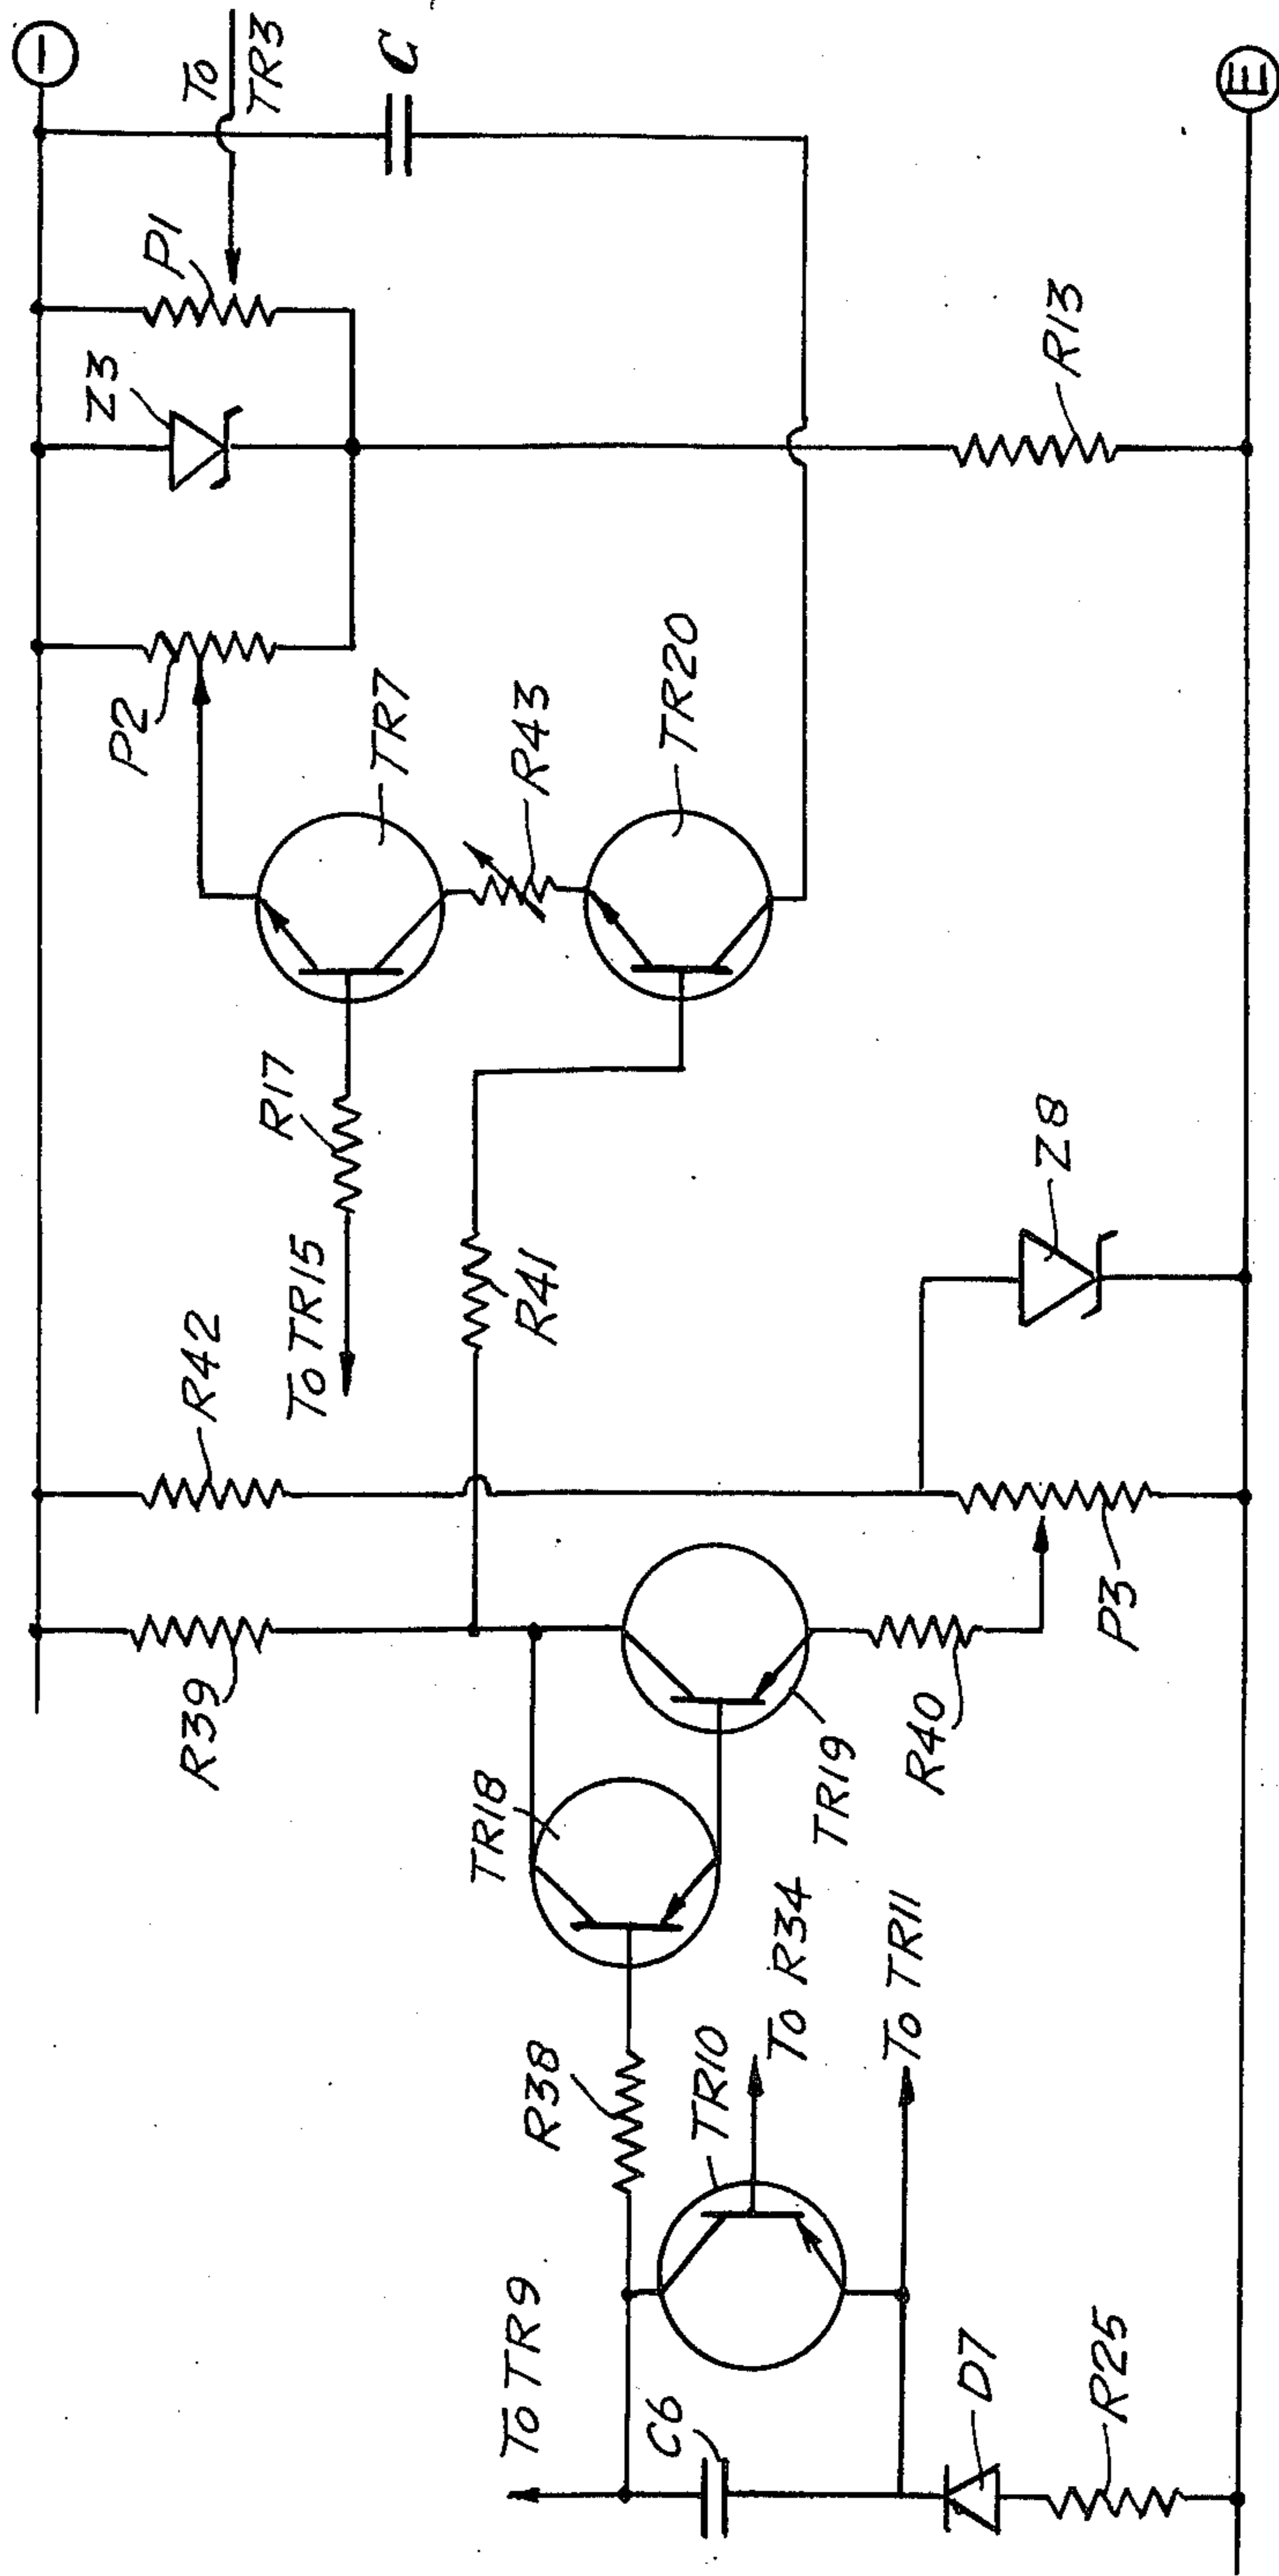 To TR9
C6
D7
R25
TR10
To R34
To TR11
R38
TR18
TR19
R39
R40
P3
R42
To TR15
R17
R41
Z8
P2
TR7
R43
TR20
Z3
P1
R13
To
TR3
C
−
E